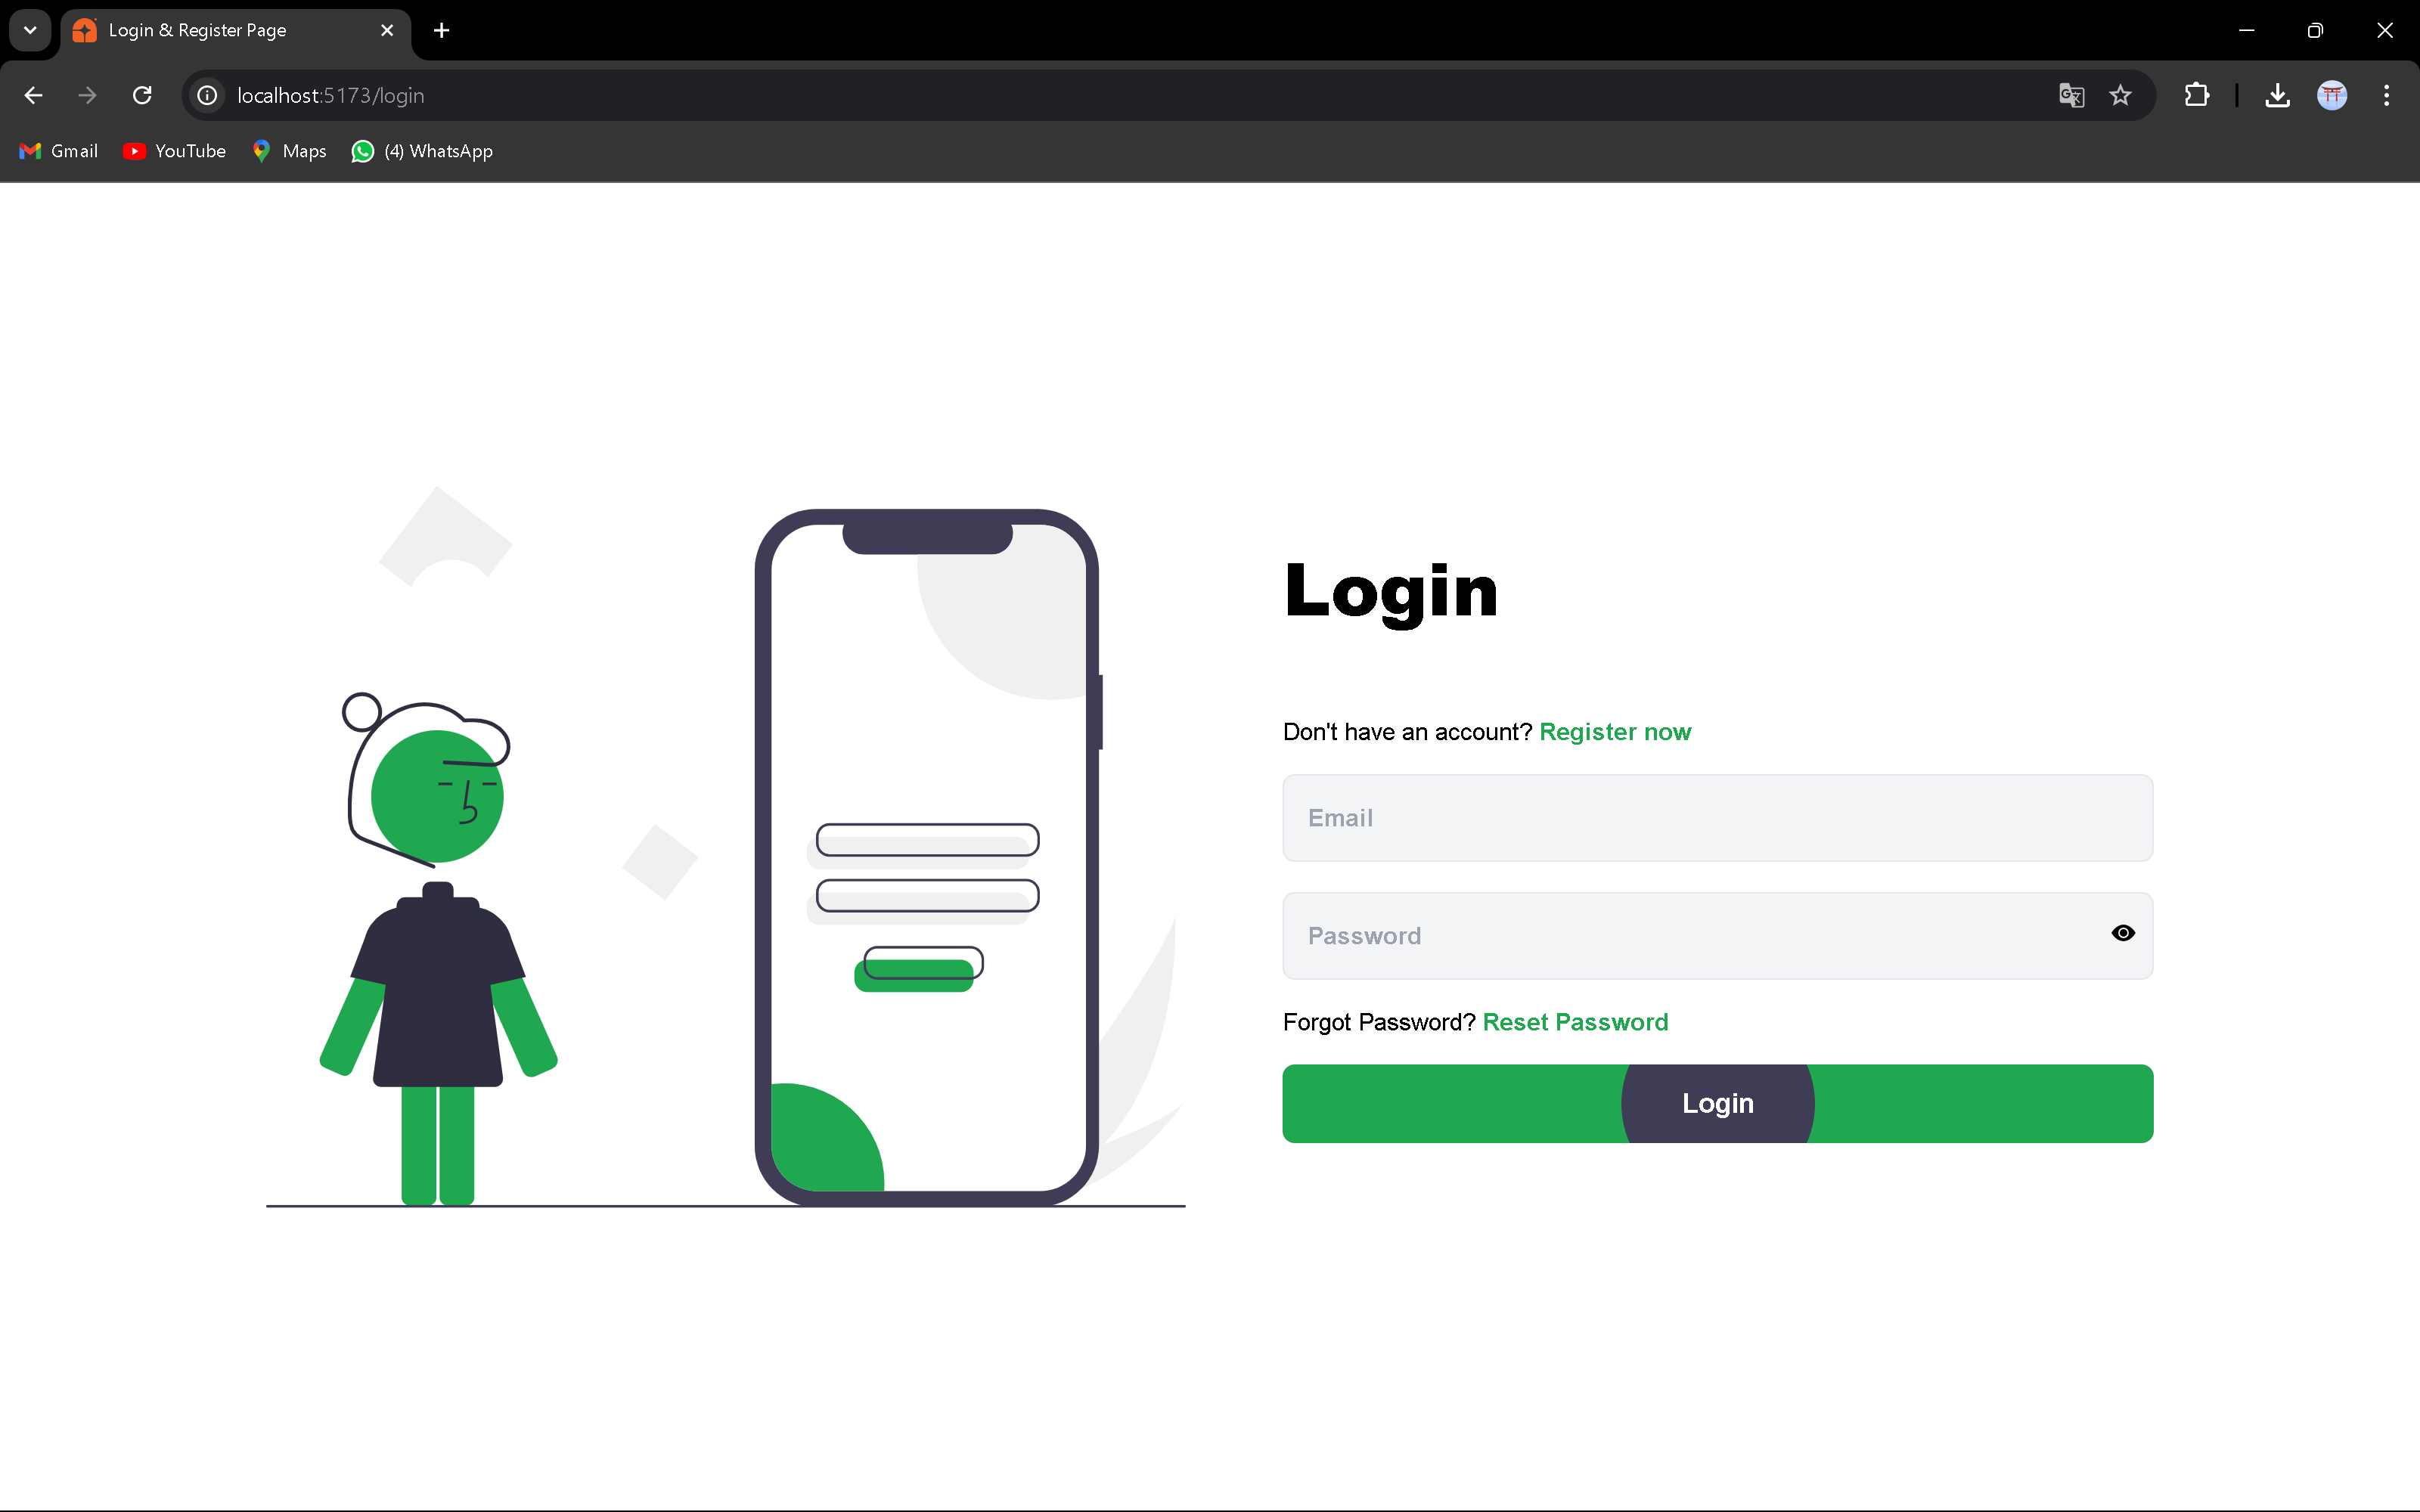 Login & Register Page
localhost:5173/login
Gmail
YouTube
Maps
(4) WhatsApp
Login
Don't have an account? Register now
Email
Password
Forgot Password? Reset Password
Login